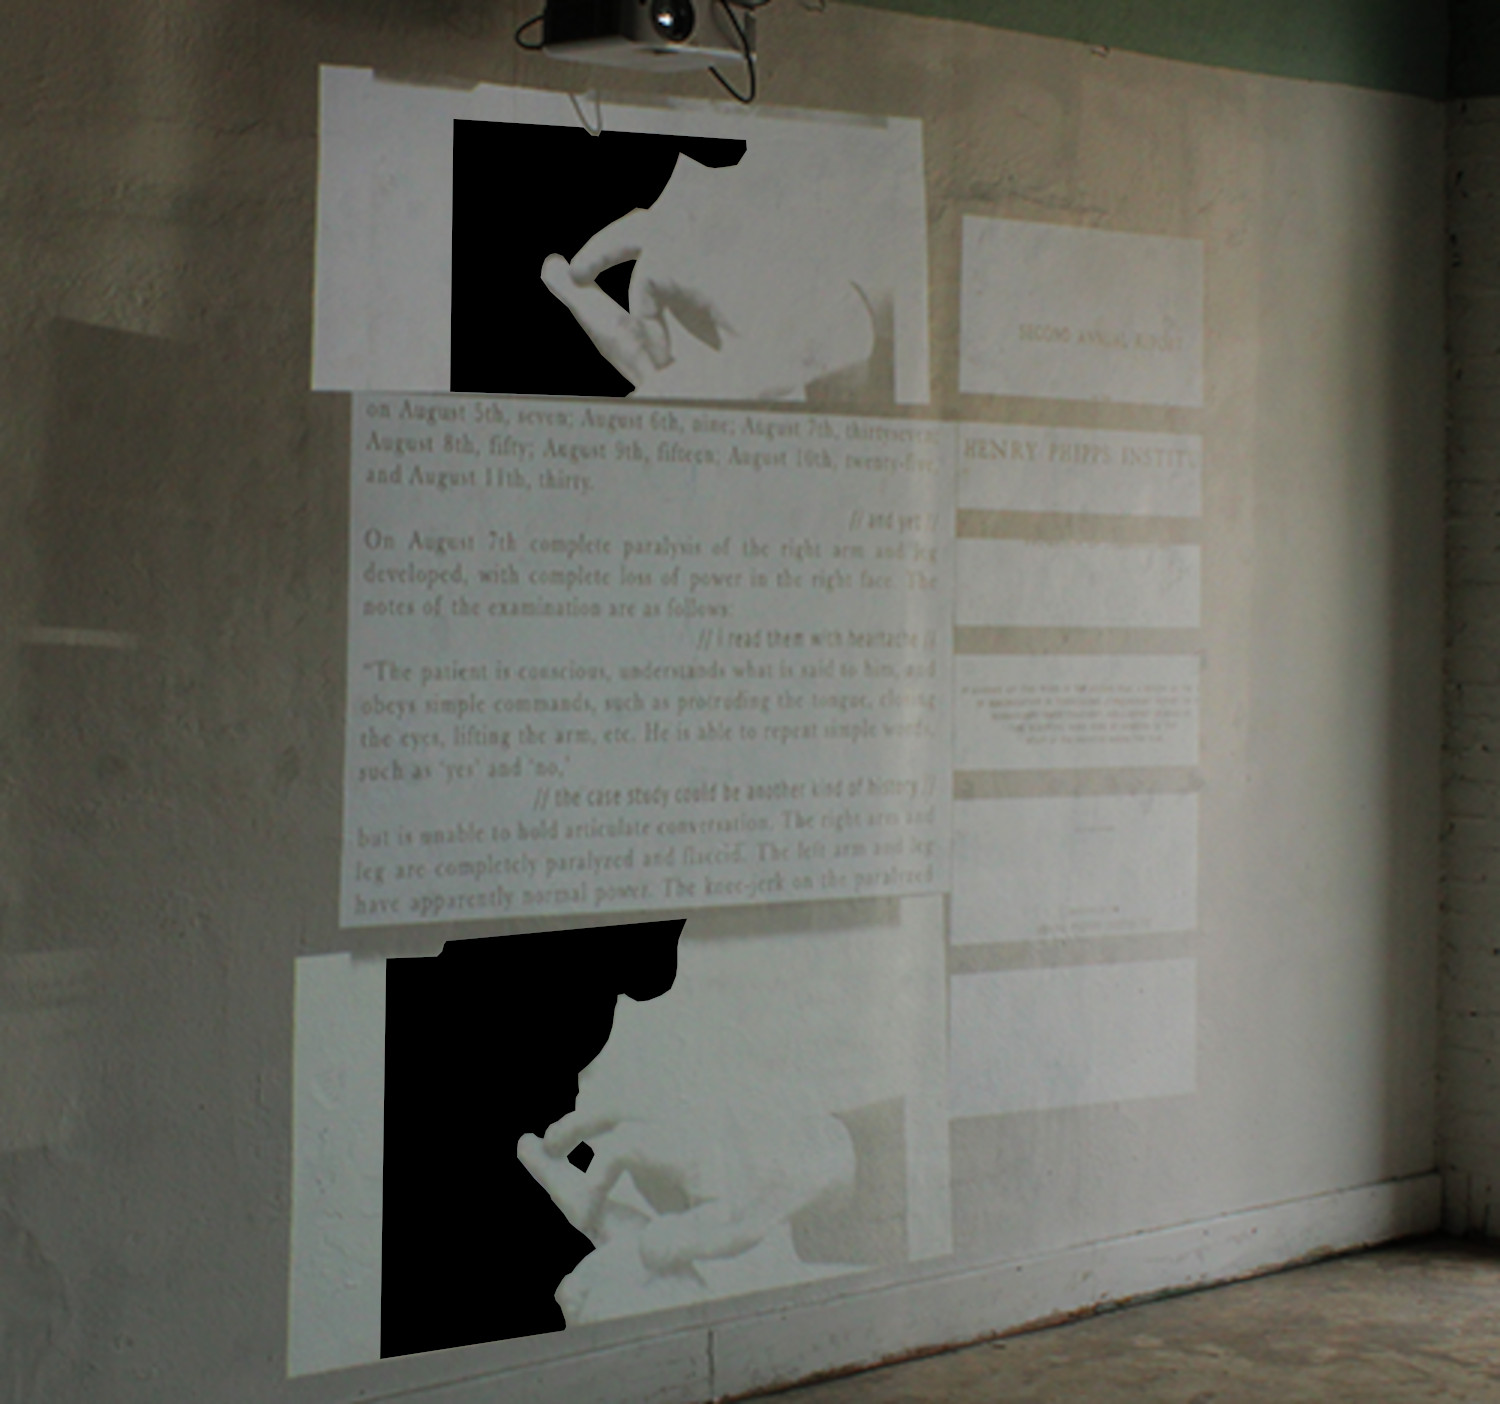 on August 5th, seven; August 6th, nine; August 7th, thirtyseven;
August 8th, fifty; August 9th, fifteen; August 10th, twenty-five,
and August 11th, thirty.
// and yet //
On August 7th complete paralysis of the right arm and leg
developed, with complete loss of power in the right face. The
notes of the examination are as follows:
// i read them with heartache //
“The patient is conscious, understands what is said to him, and
obeys simple commands, such as protruding the tongue, closing
the eyes, lifting the arm, etc. He is able to repeat simple words,
such as ‘yes’ and ‘no,’
// the case study could be another kind of history //
but is unable to hold articulate conversation. The right arm and
leg are completely paralyzed and flaccid. The left arm and leg
have apparently normal power. The knee-jerk on the paralyzed
SECOND ANNUAL REPORT
HENRY PHIPPS INSTITU